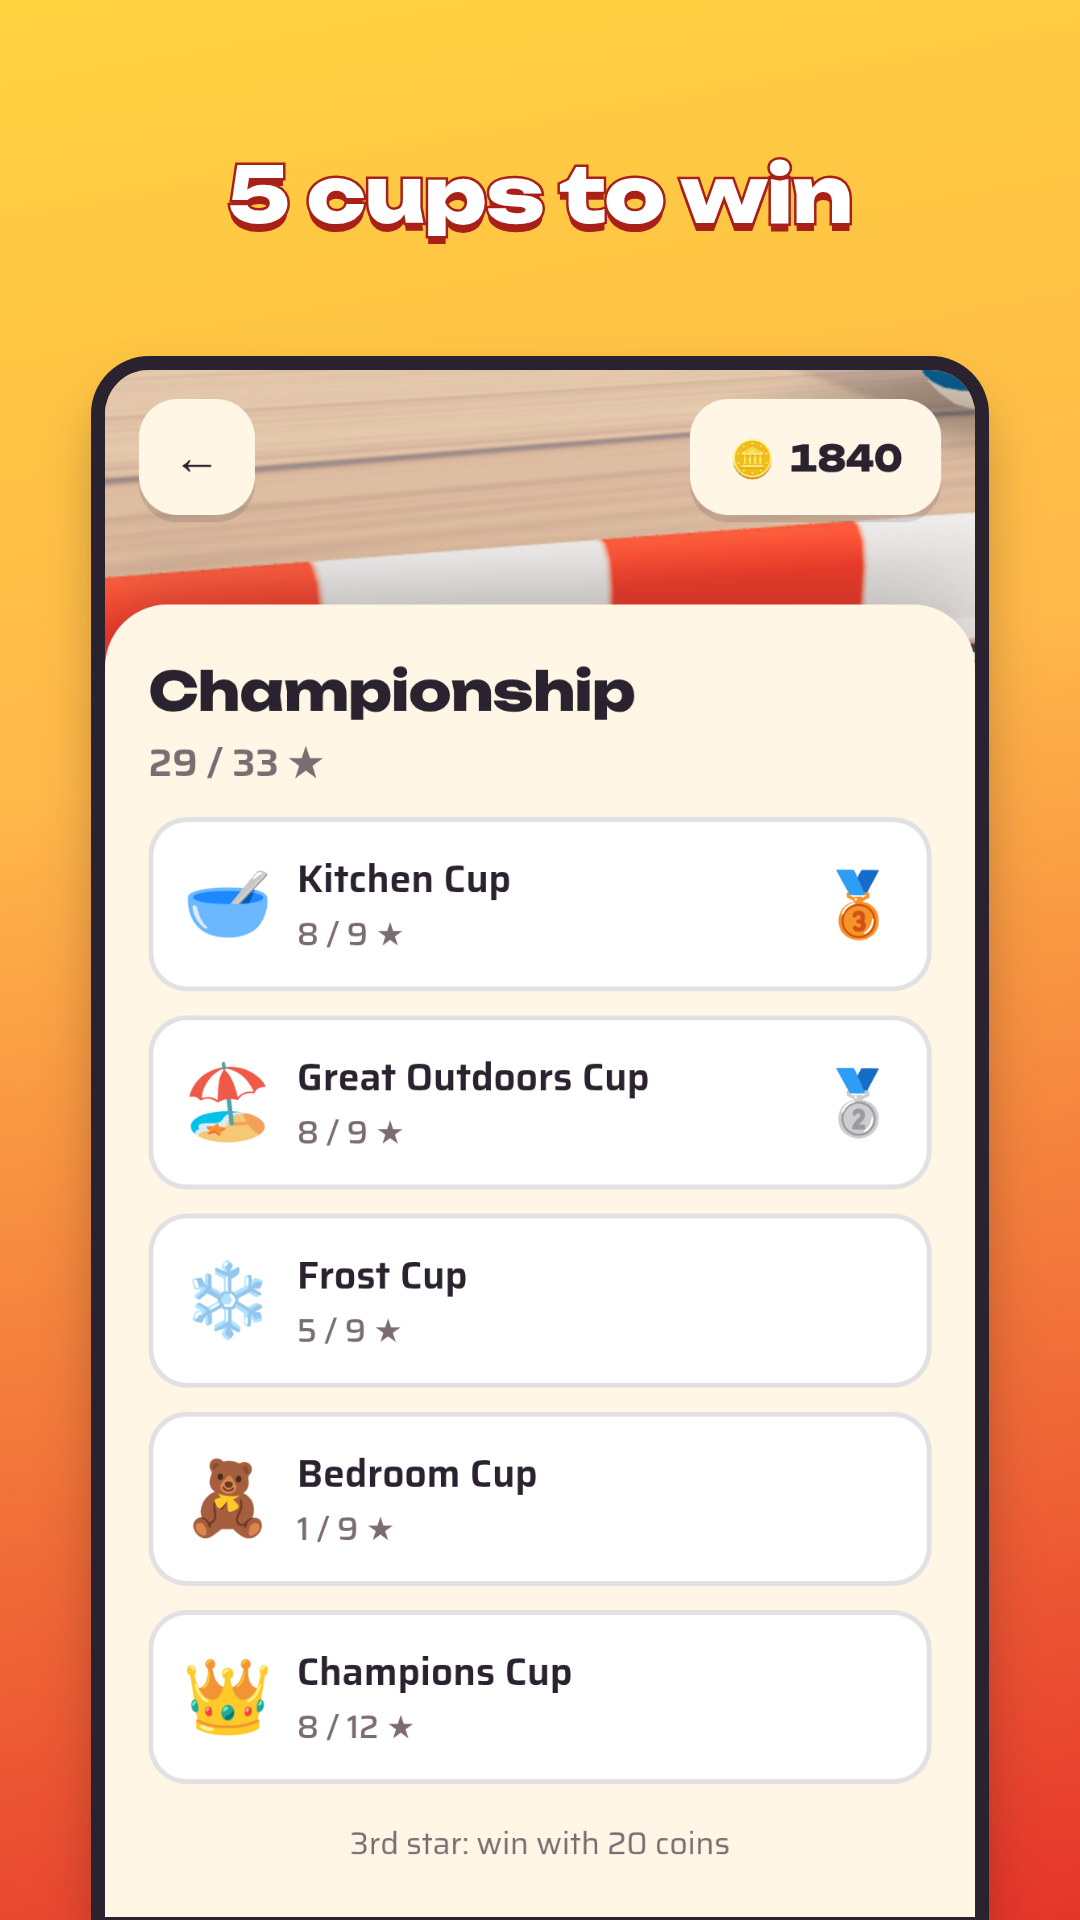 5 cups to win
←
1840
Championship
29 / 33 ★
Kitchen Cup
8 / 9 ★
3
Great Outdoors Cup
8 / 9 ★
2
Frost Cup
5 / 9 ★
Bedroom Cup
1 / 9 ★
Champions Cup
8 / 12 ★
3rd star: win with 20 coins